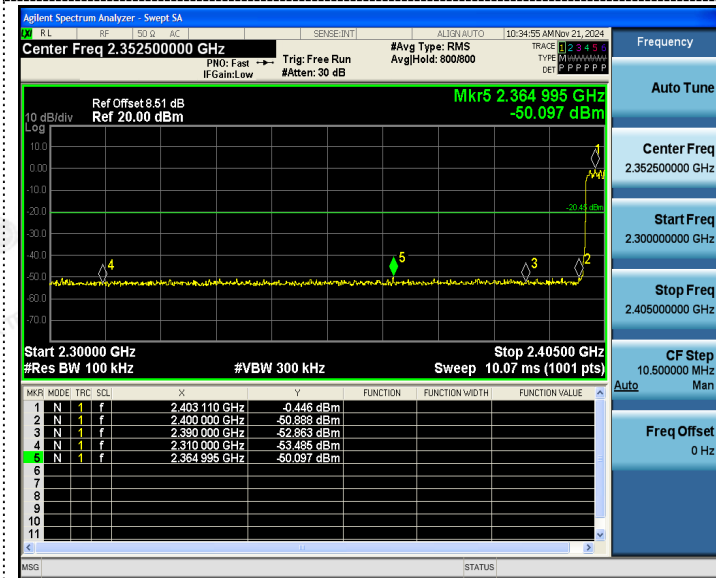 Agilent Spectrum Analyzer - Swept SA
LXI RL RF 50 Ω AC SENSE:INT ALIGNAUTO 10:34:55 AM Nov 21, 2024
Center Freq 2.352500000 GHz #Avg Type: RMS TRACE 1 2 3 4 5 6
PNO: Fast Trig: Free Run Avg|Hold: 800/800 TYPE M
IFGain:Low #Atten: 30 dB DET P P P P P P
Mkr5 2.364 995 GHz
Ref Offset 8.51 dB
10 dB/div Ref 20.00 dBm -50.097 dBm
Log
10.0
0.00
-10.0
-20.0
-20.45 dBm
-30.0
-40.0
-50.0
-60.0
-70.0
1
2
3
4
5
Start 2.30000 GHz Stop 2.40500 GHz
#Res BW 100 kHz #VBW 300 kHz Sweep 10.07 ms (1001 pts)
MKR MODE TRC SCL X Y FUNCTION FUNCTION WIDTH FUNCTION VALUE
1 N 1 f 2.403 110 GHz -0.446 dBm
2 N 1 f 2.400 000 GHz -50.888 dBm
3 N 1 f 2.390 000 GHz -52.863 dBm
4 N 1 f 2.310 000 GHz -53.485 dBm
5 N 1 f 2.364 995 GHz -50.097 dBm
6
7
8
9
10
11
MSG STATUS
Frequency
Auto Tune
Center Freq
2.352500000 GHz
Start Freq
2.300000000 GHz
Stop Freq
2.405000000 GHz
CF Step
10.500000 MHz
Auto Man
Freq Offset
0 Hz